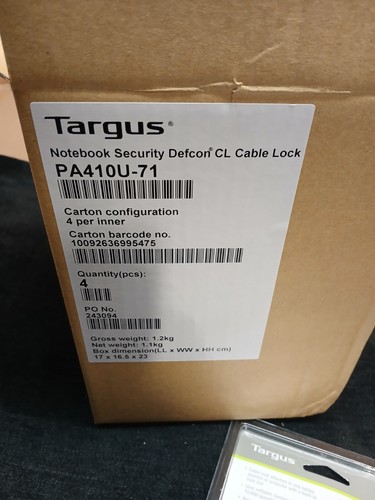 Targus®
Notebook Security Defcon® CL Cable Lock
PA410U-71
Carton configuration
4 per inner
Carton barcode no.
10092636995475
Quantity(pcs):
4
PO No.
243094
Gross weight: 1.2kg
Net weight: 1.1kg
Box dimension(LL x WW x HH cm)
17 x 16.5 x 23
Targus